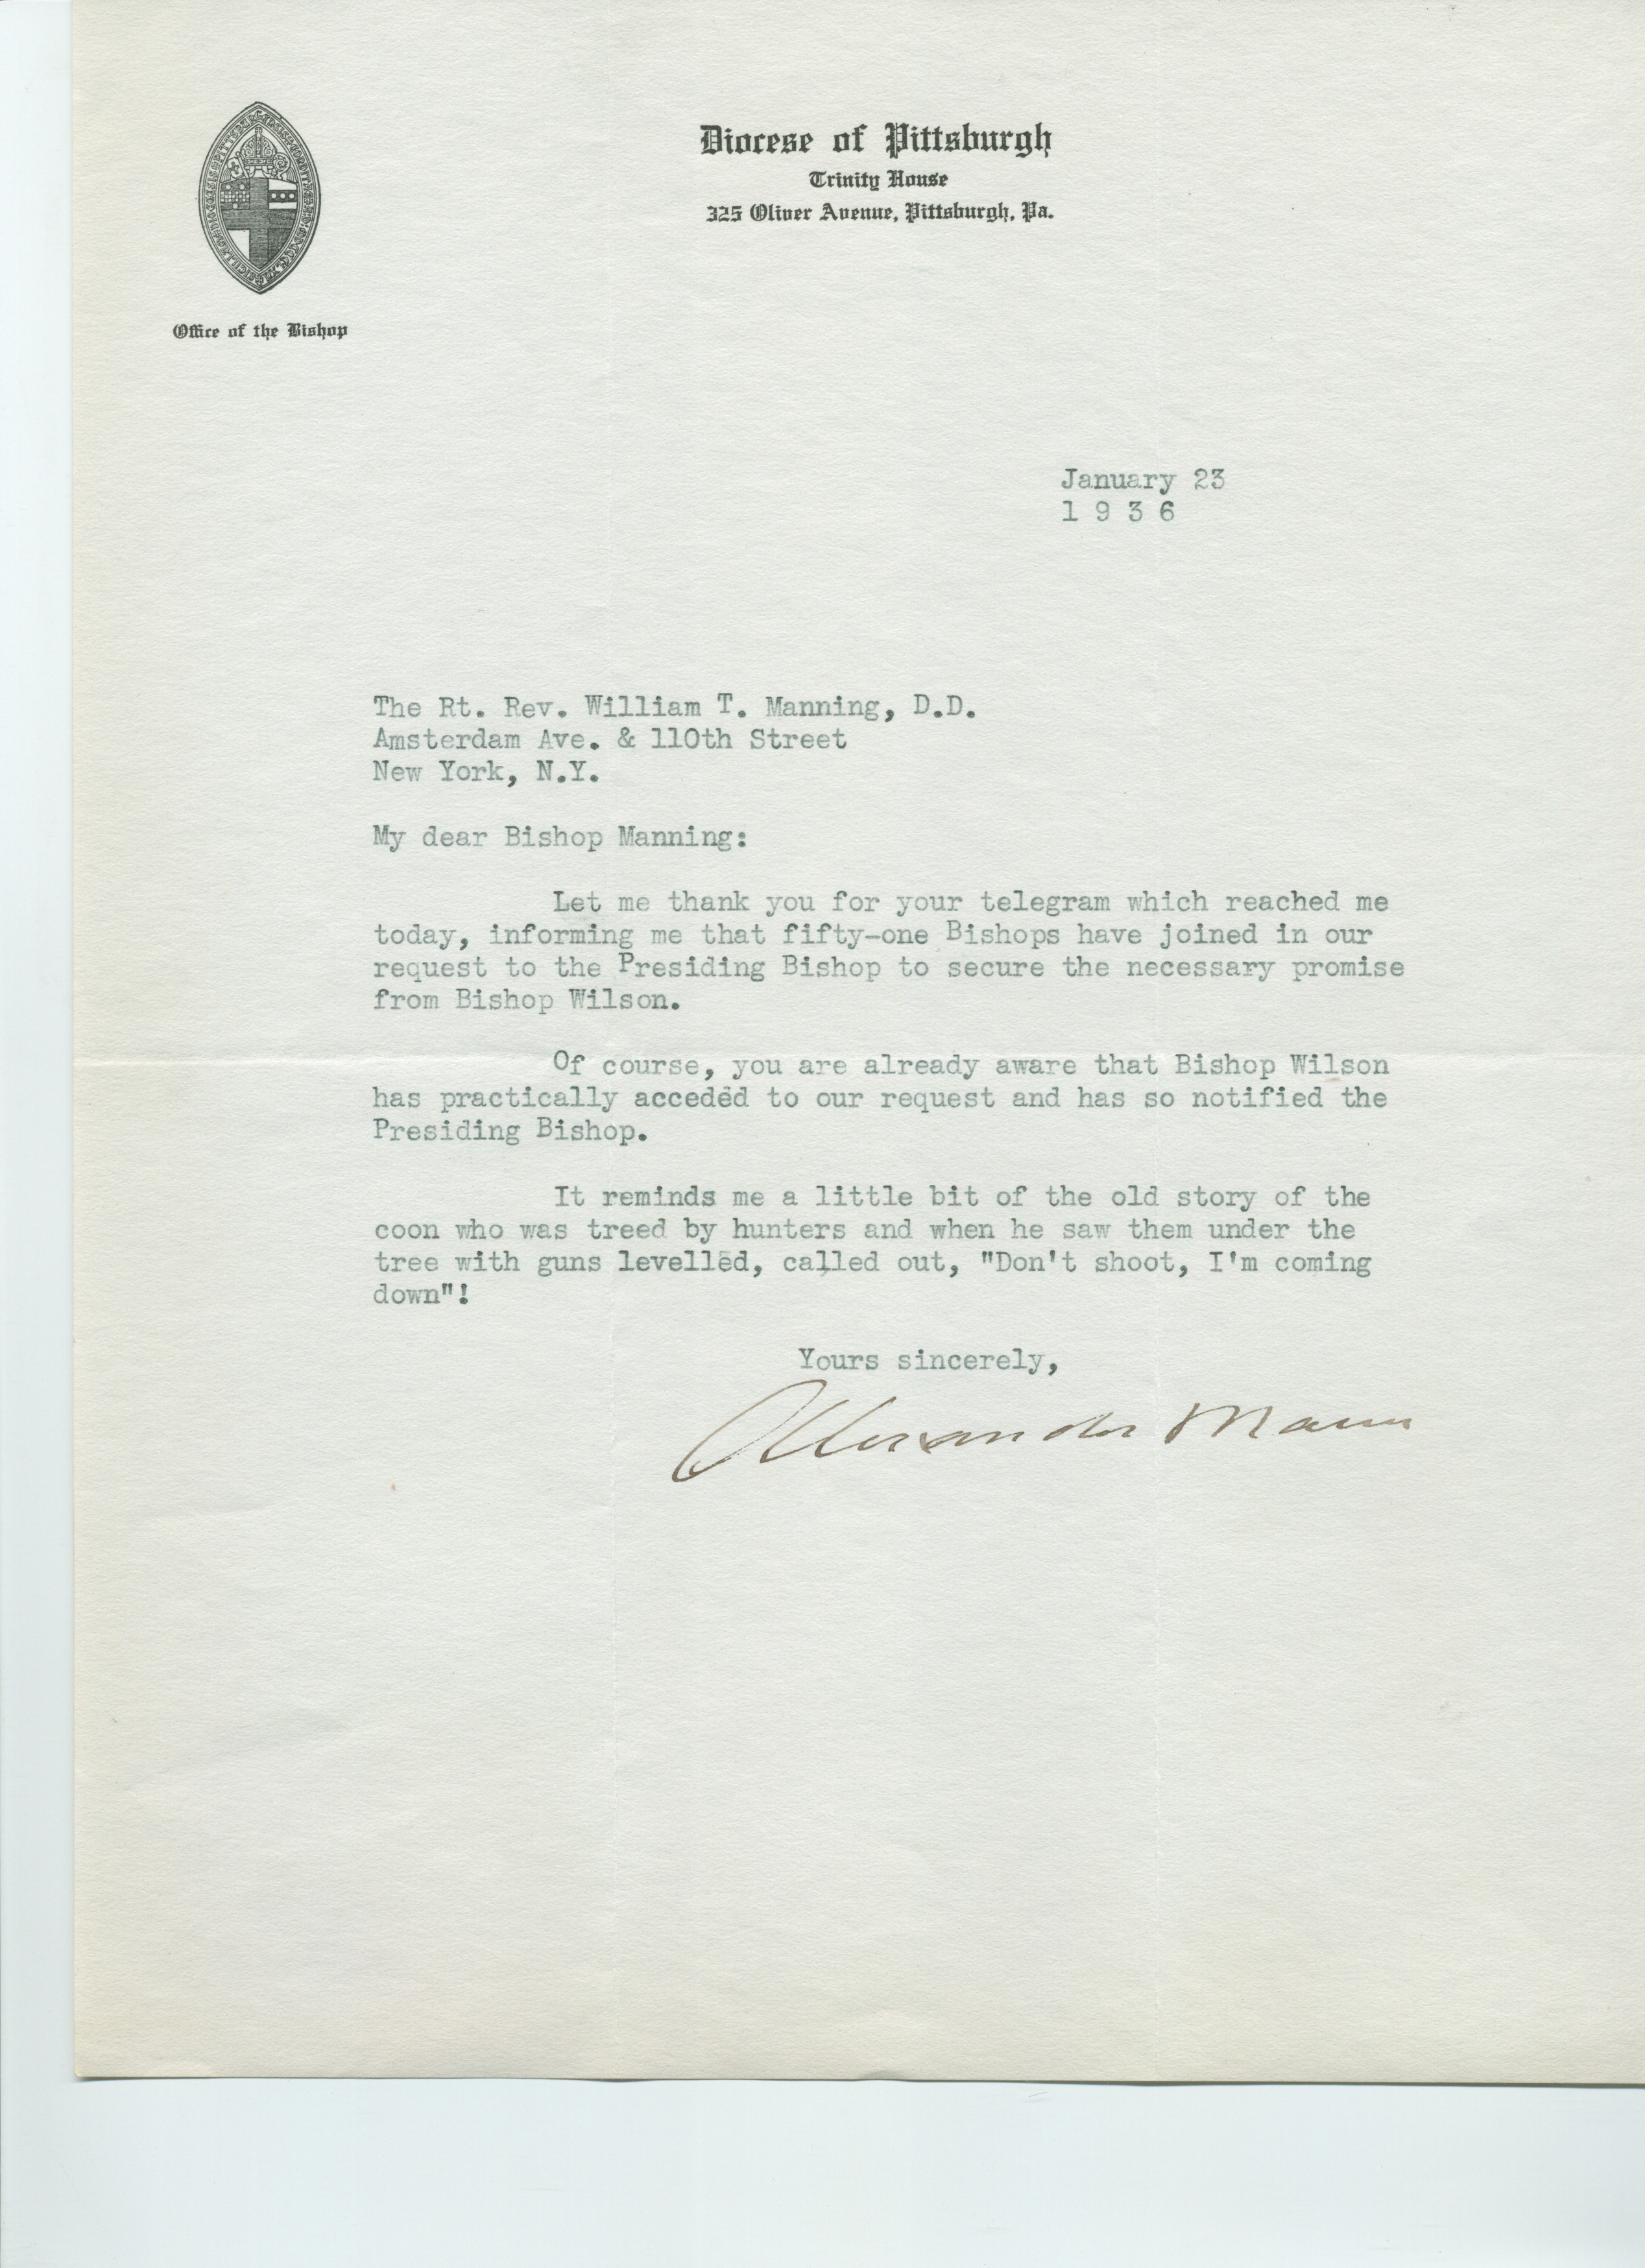 Diocese of Pittsburgh
Trinity House
325 Oliver Avenue, Pittsburgh, Pa.
Office of the Bishop
January 23
1 9 3 6
The Rt. Rev. William T. Manning, D.D.
Amsterdam Ave. & 110th Street
New York, N.Y.
My dear Bishop Manning:
Let me thank you for your telegram which reached me
today, informing me that fifty-one Bishops have joined in our
request to the Presiding Bishop to secure the necessary promise
from Bishop Wilson.
Of course, you are already aware that Bishop Wilson
has practically acceded to our request and has so notified the
Presiding Bishop.
It reminds me a little bit of the old story of the
coon who was treed by hunters and when he saw them under the
tree with guns levelled, called out, "Don't shoot, I'm coming
down"!
Yours sincerely,
Alexander Mann